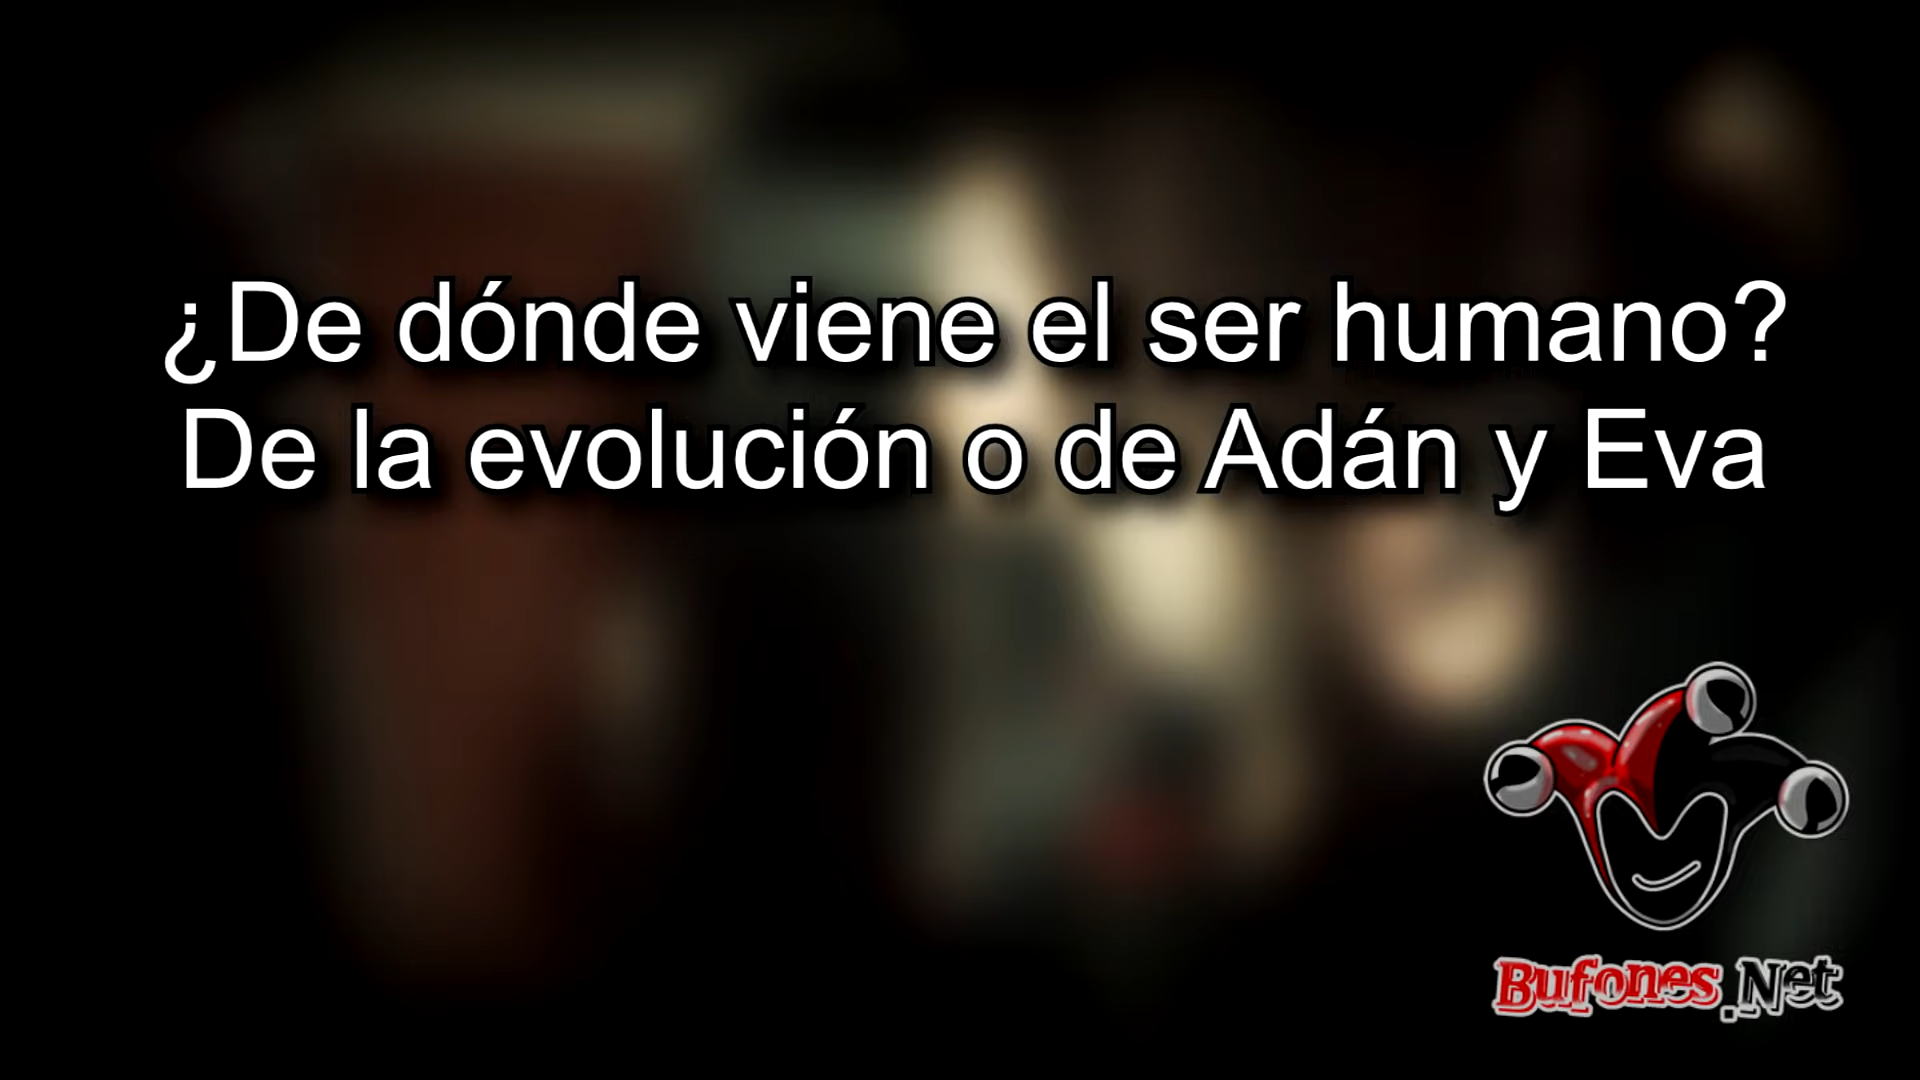 ¿De dónde viene el ser humano?
De la evolución o de Adán y Eva
Bufones.Net